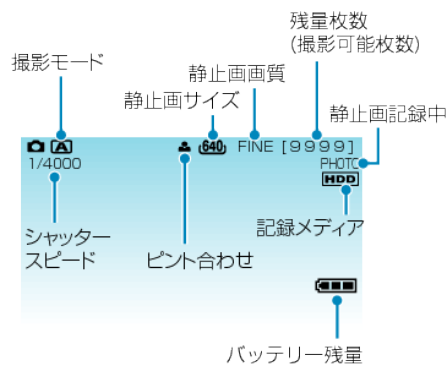 残量枚数
(撮影可能枚数)
撮影モード
静止画画質
静止画サイズ
静止画記録中
A 640 FINE [9999]
1/4000
PHOTO
HDD
シャッター
スピード
ピント合わせ
記録メディア
バッテリー残量